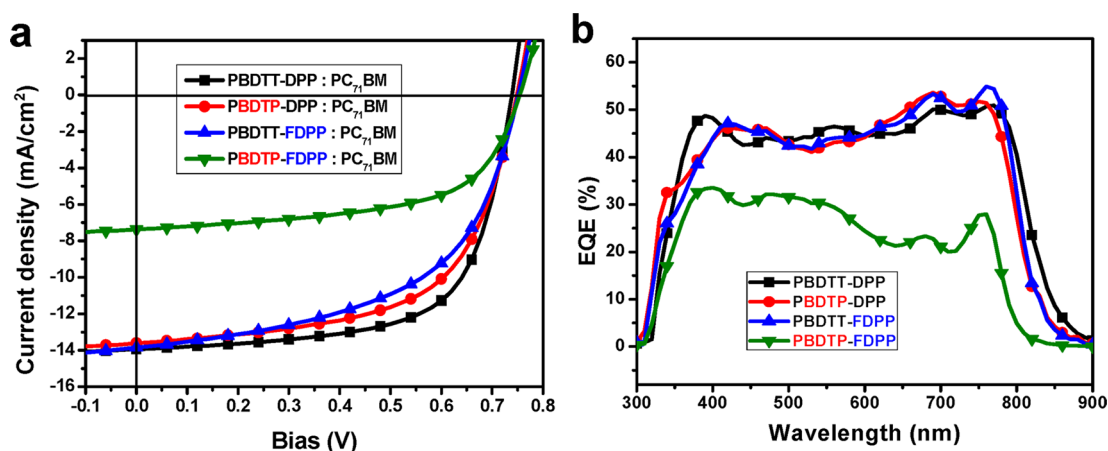 a
Current density (mA/cm²)
2
0
-2
-4
-6
-8
-10
-12
-14
-16
-0.1
0.0
0.1
0.2
0.3
0.4
0.5
0.6
0.7
0.8
Bias (V)
PBDTT-DPP : PC₇₁BM
PBDTP-DPP : PC₇₁BM
PBDTT-FDPP : PC₇₁BM
PBDTP-FDPP : PC₇₁BM
b
EQE (%)
60
50
40
30
20
10
0
300
400
500
600
700
800
900
Wavelength (nm)
PBDTT-DPP
PBDTP-DPP
PBDTT-FDPP
PBDTP-FDPP